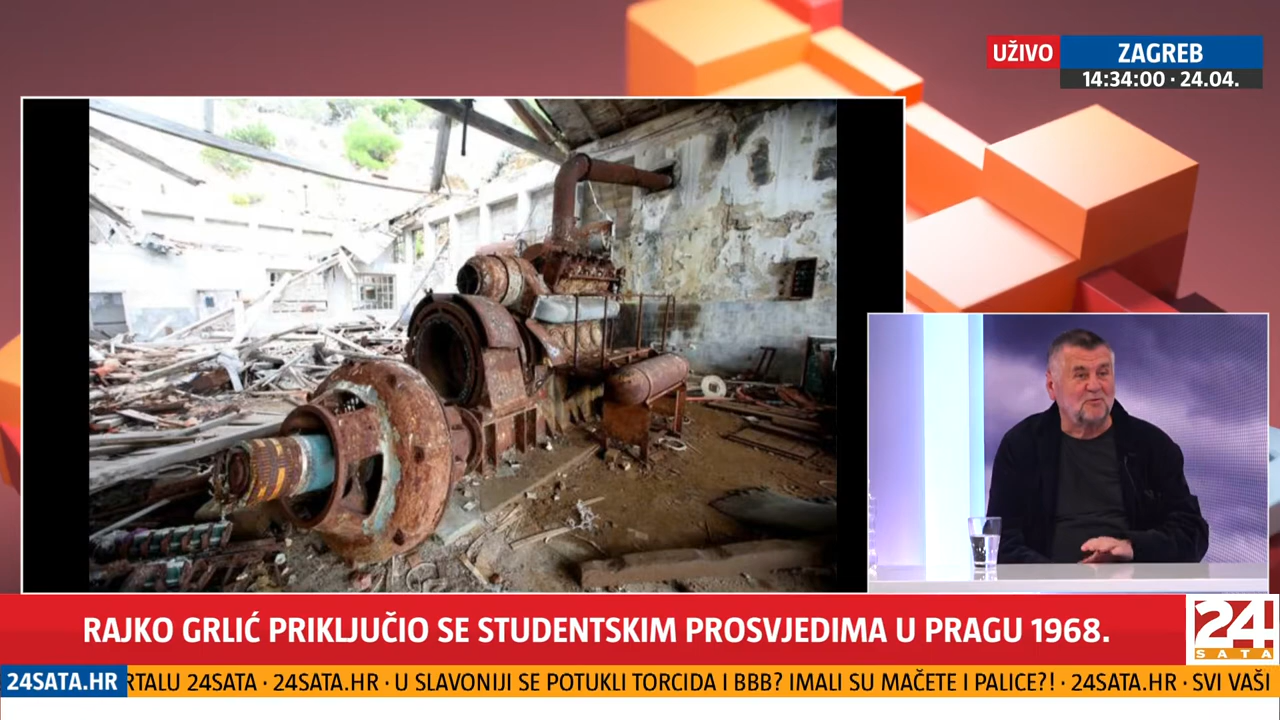 UŽIVO
ZAGREB
14:34:00 · 24.04.
RAJKO GRLIĆ PRIKLJUČIO SE STUDENTSKIM PROSVJEDIMA U PRAGU 1968.
24
SATA
24SATA.HR
RTALU 24SATA · 24SATA.HR · U SLAVONIJI SE POTUKLI TORCIDA I BBB? IMALI SU MAČETE I PALICE?! · 24SATA.HR · SVI VAŠI